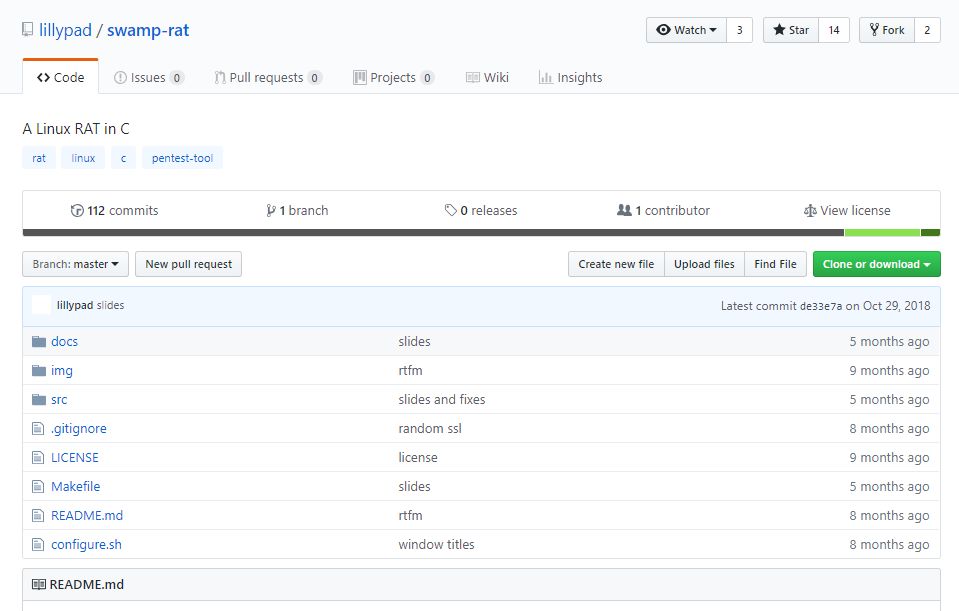 lillypad / swamp-rat Watch 3 Star 14 Fork 2
Code Issues 0 Pull requests 0 Projects 0 Wiki Insights
A Linux RAT in C
rat linux c pentest-tool
112 commits 1 branch 0 releases 1 contributor View license
Branch: master New pull request Create new file Upload files Find File Clone or download
lillypad slides Latest commit de33e7a on Oct 29, 2018
docs slides 5 months ago
img rtfm 9 months ago
src slides and fixes 5 months ago
.gitignore random ssl 8 months ago
LICENSE license 9 months ago
Makefile slides 5 months ago
README.md rtfm 8 months ago
configure.sh window titles 8 months ago
README.md